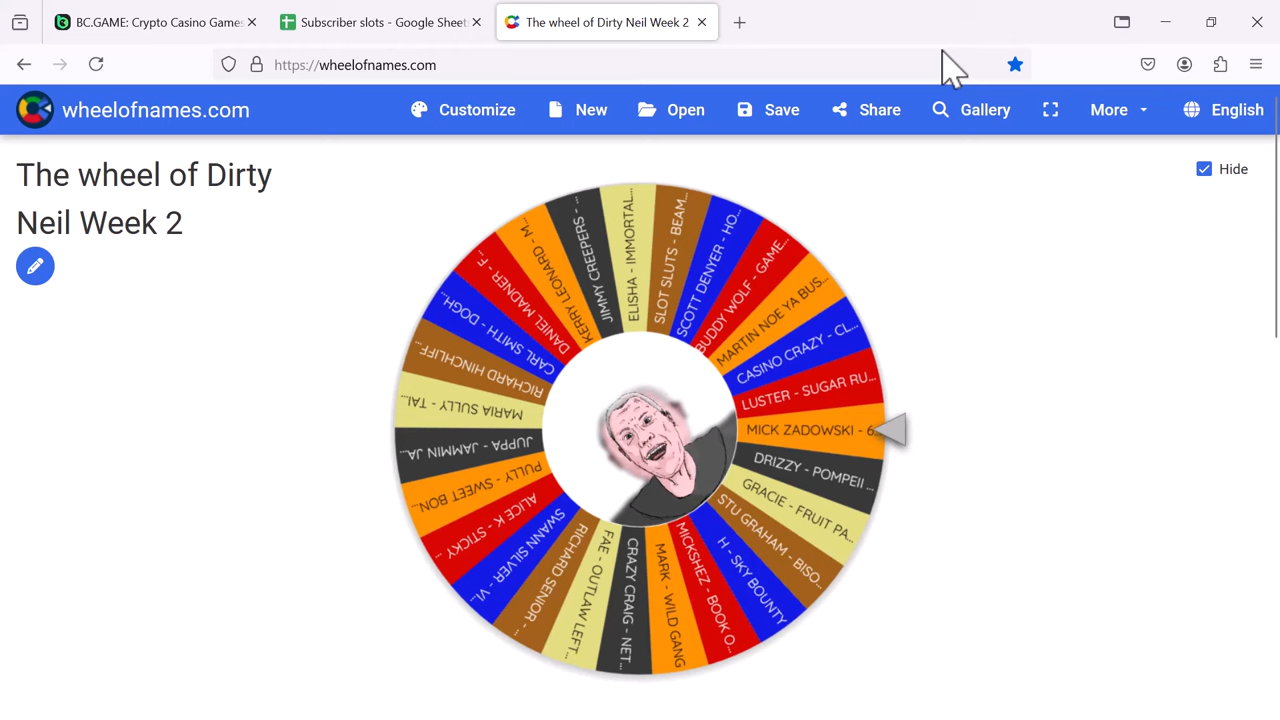 BC.GAME: Crypto Casino Games
Subscriber slots - Google Sheets
The wheel of Dirty Neil Week 2
https://wheelofnames.com
wheelofnames.com
Customize
New
Open
Save
Share
Gallery
More
English
The wheel of Dirty
Neil Week 2
Hide
ELISHA - IMMORTAL...
SLOT SLUTS - BEAM...
SCOTT DENYER - HO...
BUDDY WOLF - GAME...
MARTIN NOE YA BUS...
CASINO CRAZY - CL...
LUSTER - SUGAR RU...
MICK ZADOWSKI - 6
DRIZZY - POMPEII ...
GRACIE - FRUIT PA...
STU GRAHAM - BISO...
H - SKY BOUNTY
MICKSHEZ - BOOK O...
MARK - WILD GANG
CRAZY CRAIG - NET...
FAE - OUTLAW LEFT...
RICHARD SENIOR - ...
SWANN SILVER - VI...
ALICE K - STICKY ...
PULLY - SWEET BON...
JUPPA - JAMMIN JA...
MARIA SULLY - TAI...
RICHARD HINCHLIFF...
CARL SMITH - DOGH...
DANIEL MADNER - F...
KERRY LEONARD - M...
JIMMY CREEPERS - ...